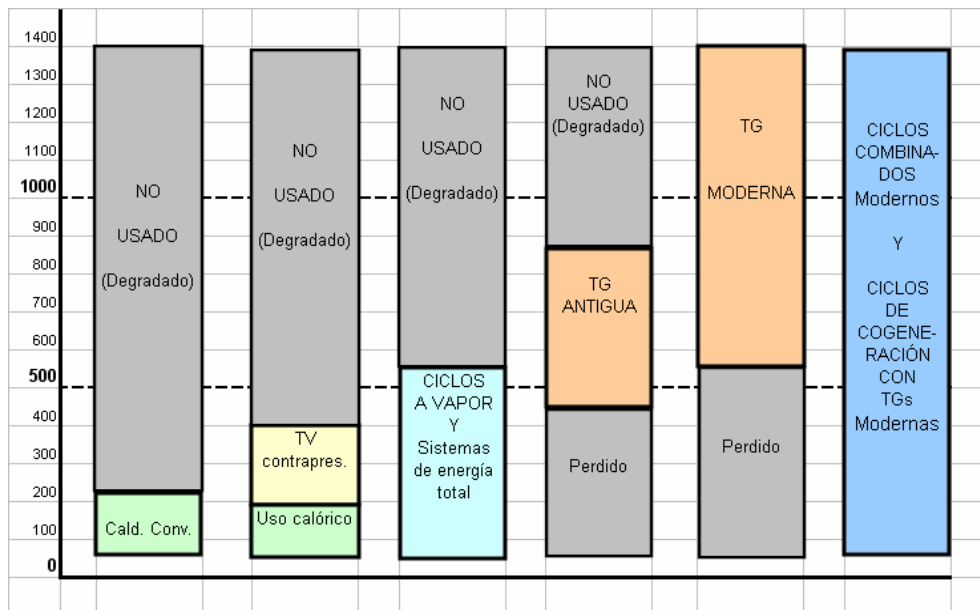 1400
1300
1200
1100
1000
900
800
700
600
500
400
300
200
100
0
NO
USADO
(Degradado)
Cald. Conv.
NO
USADO
(Degradado)
TV
contrapres.
Uso calórico
NO
USADO
(Degradado)
CICLOS
A VAPOR
Y
Sistemas
de energía
total
NO
USADO
(Degradado)
TG
ANTIGUA
Perdido
TG
MODERNA
Perdido
CICLOS
COMBINA-
DOS
Modernos
Y
CICLOS
DE
COGENE-
RACIÓN
CON
TGs
Modernas